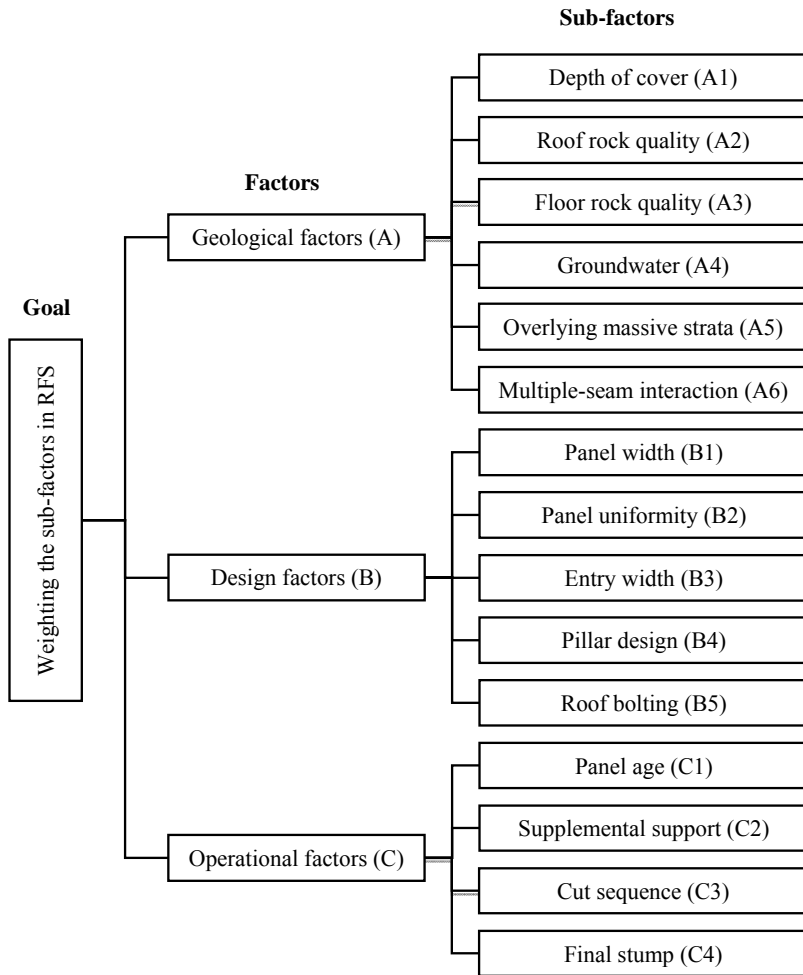 Sub-factors
Depth of cover (A1)
Roof rock quality (A2)
Factors
Floor rock quality (A3)
Geological factors (A)
Groundwater (A4)
Goal
Overlying massive strata (A5)
Multiple-seam interaction (A6)
Weighting the sub-factors in RFS
Panel width (B1)
Panel uniformity (B2)
Design factors (B)
Entry width (B3)
Pillar design (B4)
Roof bolting (B5)
Panel age (C1)
Supplemental support (C2)
Operational factors (C)
Cut sequence (C3)
Final stump (C4)